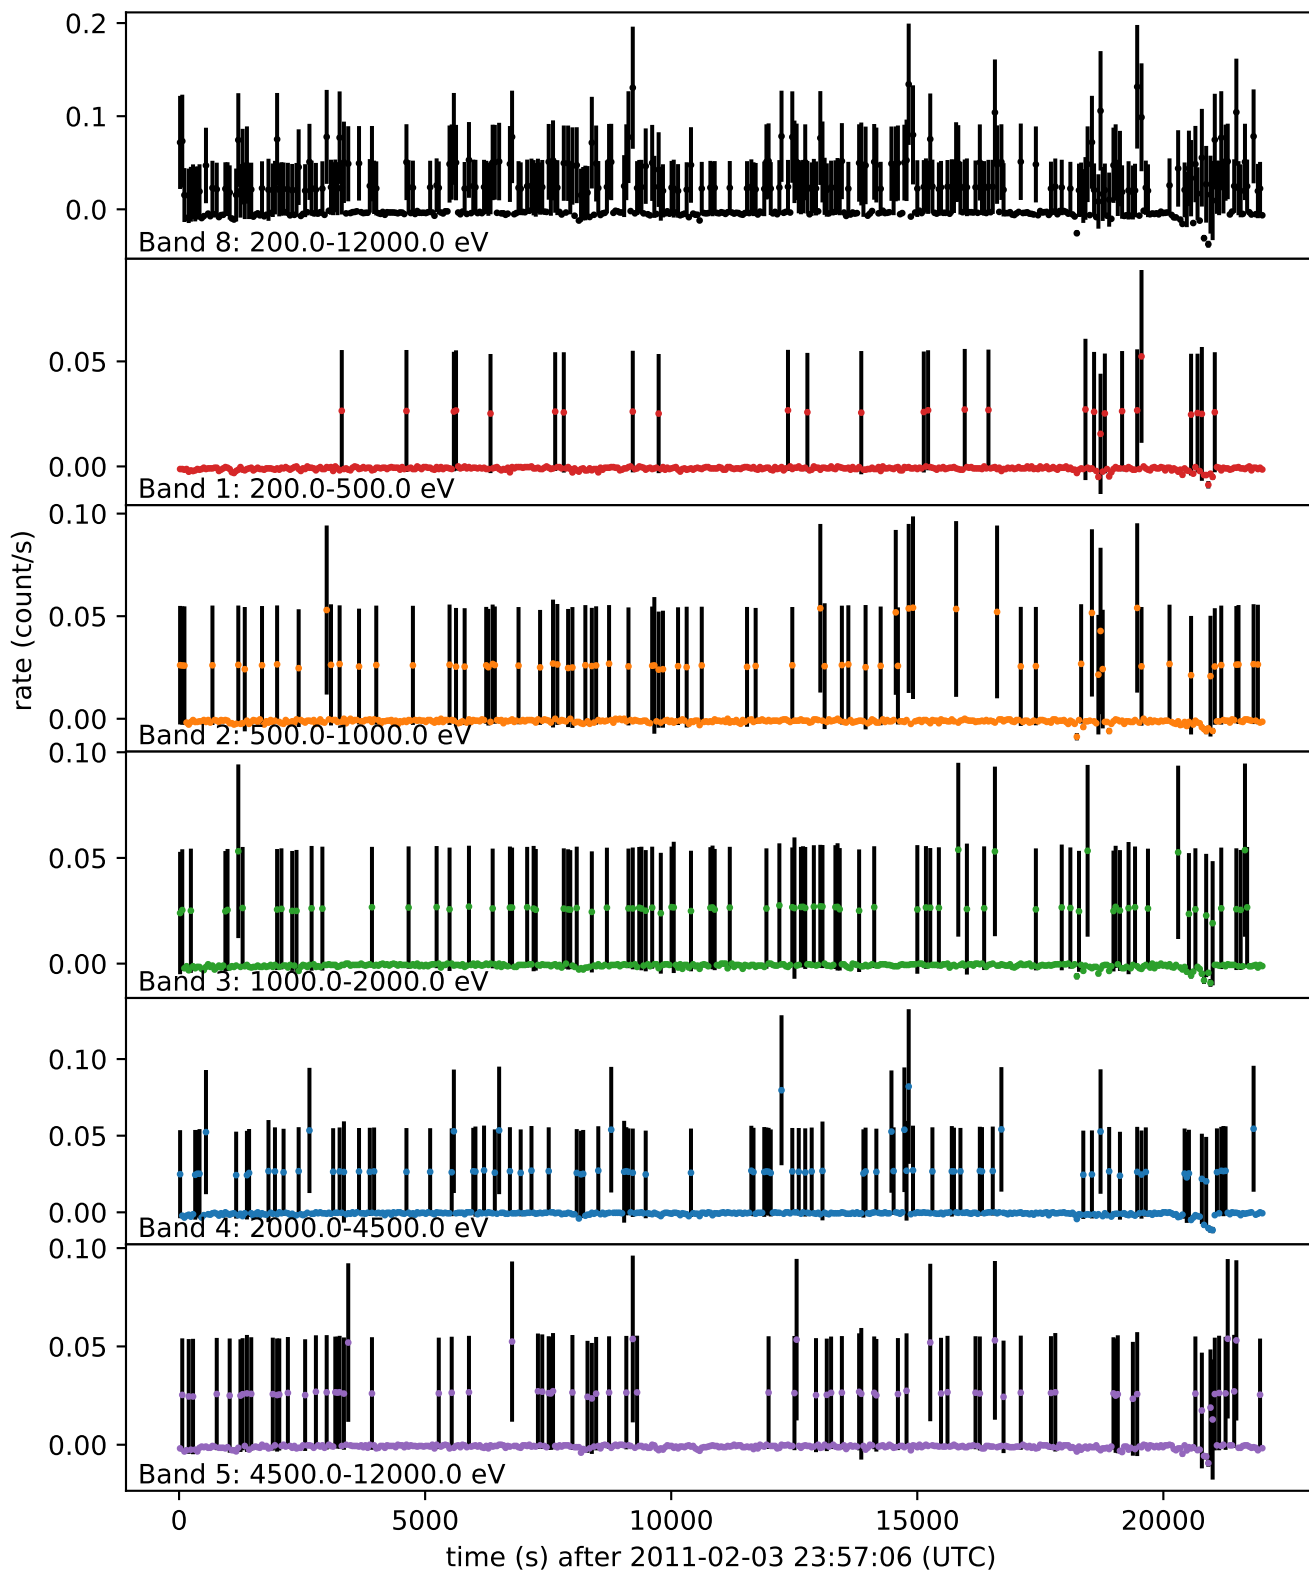 0.2
0.1
0.0
Band 8: 200.0-12000.0 eV
0.05
0.00
Band 1: 200.0-500.0 eV
0.10
0.05
0.00
Band 2: 500.0-1000.0 eV
0.10
0.05
0.00
Band 3: 1000.0-2000.0 eV
0.10
0.05
0.00
Band 4: 2000.0-4500.0 eV
0.10
0.05
0.00
Band 5: 4500.0-12000.0 eV
rate (count/s)
0 5000 10000 15000 20000
time (s) after 2011-02-03 23:57:06 (UTC)